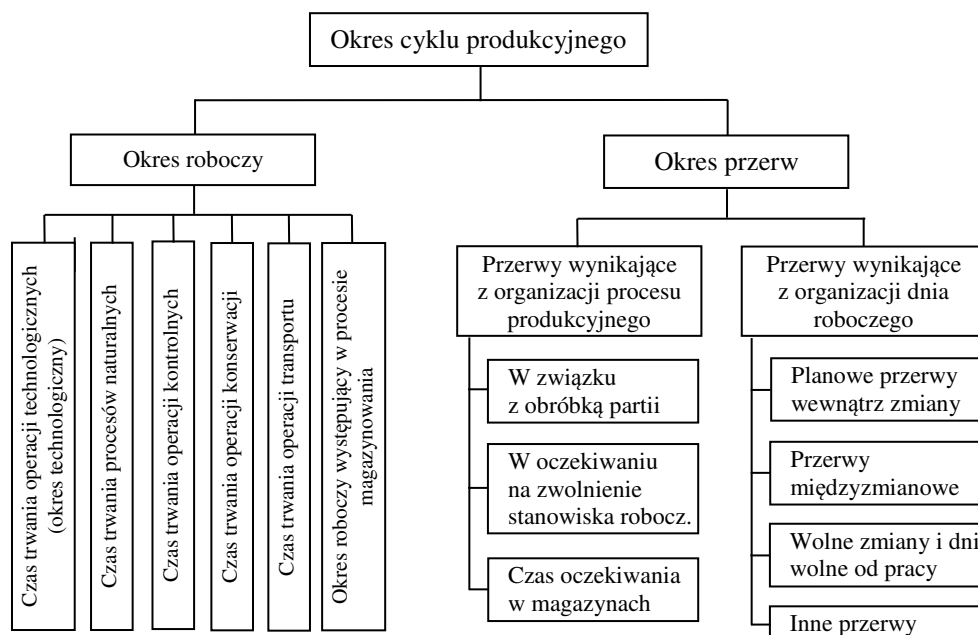 Okres cyklu produkcyjnego
Okres roboczy
Okres przerw
Czas trwania operacji technologicznych
(okres technologiczny)
Czas trwania procesów naturalnych
Czas trwania operacji kontrolnych
Czas trwania operacji konserwacji
Czas trwania operacji transportu
Okres roboczy występujący w procesie
magazynowania
Przerwy wynikające
z organizacji procesu
produkcyjnego
W związku
z obróbką partii
W oczekiwaniu
na zwolnienie
stanowiska robocz.
Czas oczekiwania
w magazynach
Przerwy wynikające
z organizacji dnia
roboczego
Planowe przerwy
wewnątrz zmiany
Przerwy
międzyzmianowe
Wolne zmiany i dni
wolne od pracy
Inne przerwy